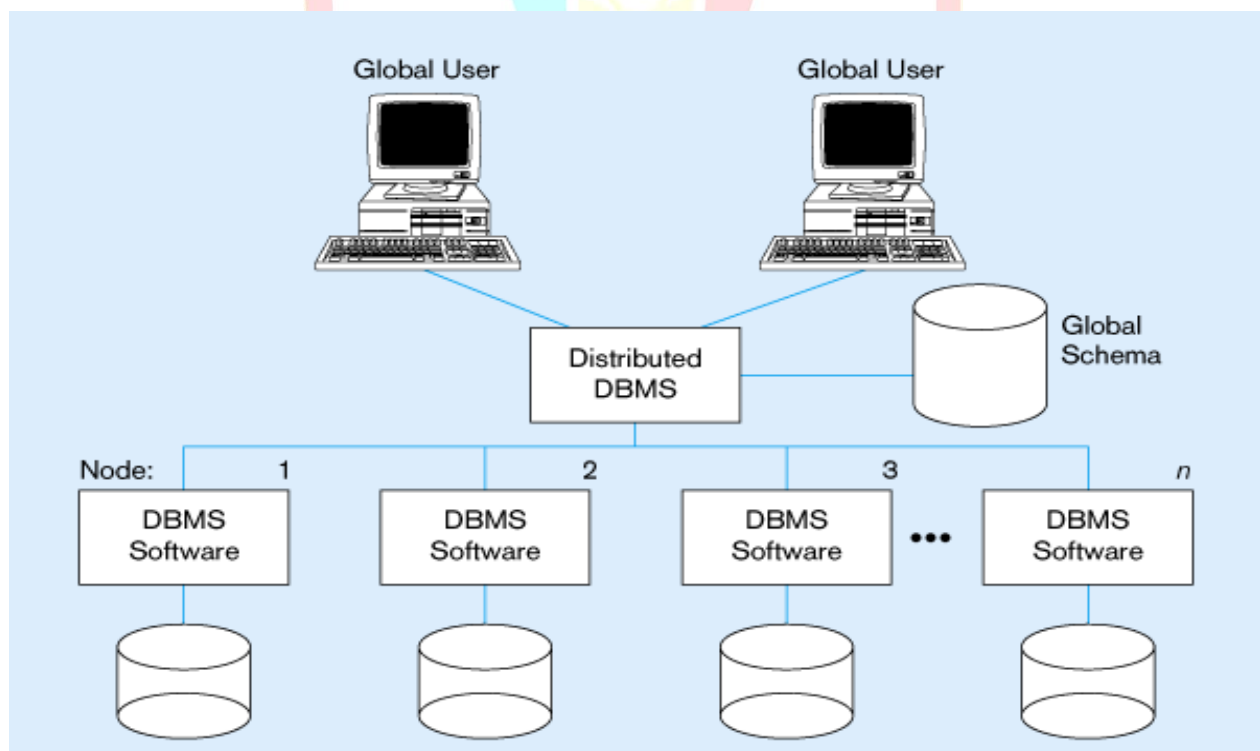 Global User
Global User
Distributed
DBMS
Global
Schema
Node:
1
2
3
n
DBMS
Software
DBMS
Software
DBMS
Software
•••
DBMS
Software